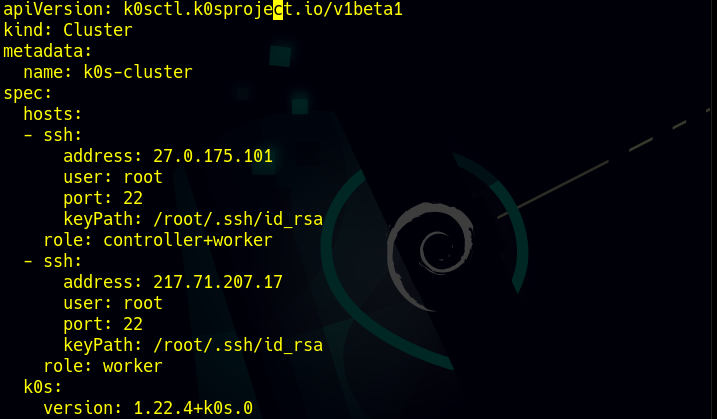 apiVersion: k0sctl.k0sproject.io/v1beta1
kind: Cluster
metadata:
  name: k0s-cluster
spec:
  hosts:
  - ssh:
      address: 27.0.175.101
      user: root
      port: 22
      keyPath: /root/.ssh/id_rsa
    role: controller+worker
  - ssh:
      address: 217.71.207.17
      user: root
      port: 22
      keyPath: /root/.ssh/id_rsa
    role: worker
  k0s:
    version: 1.22.4+k0s.0